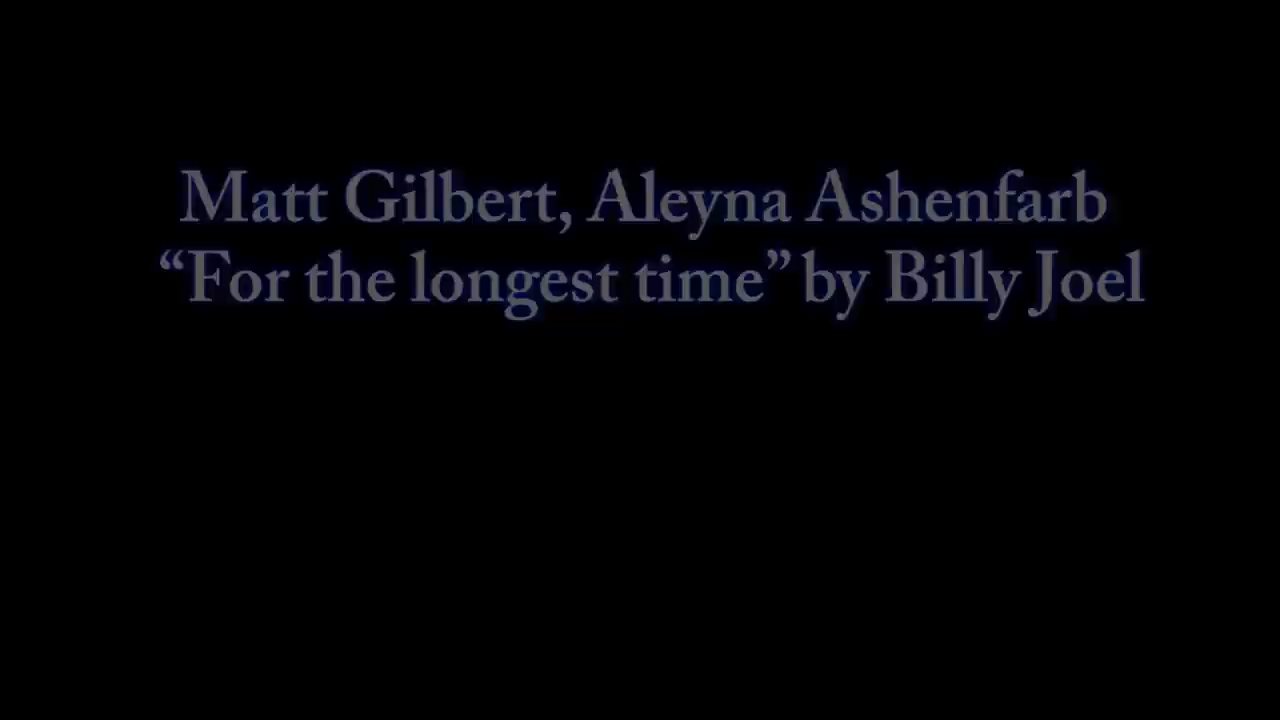 Matt Gilbert, Aleyna Ashenfarb
“For the longest time” by Billy Joel